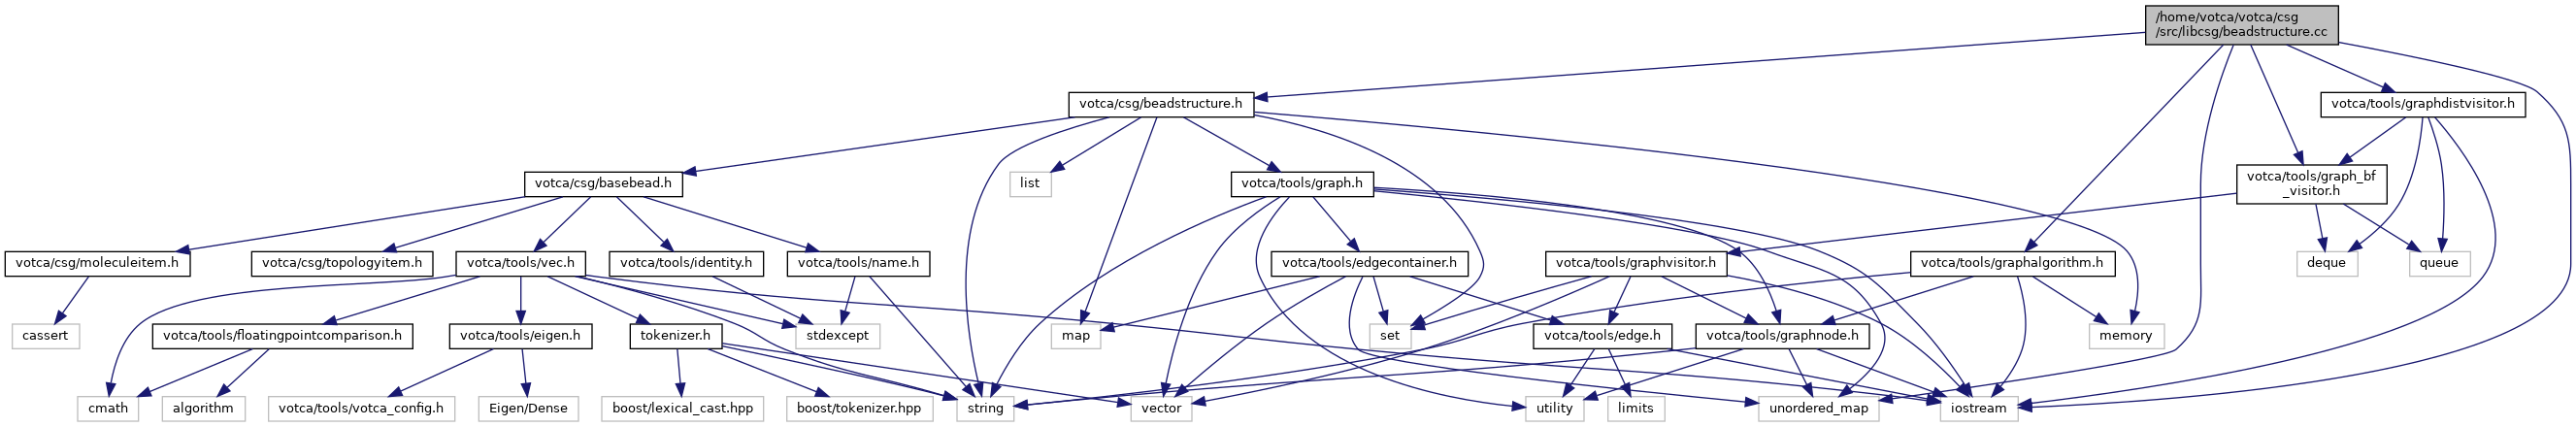 /home/votca/votca/csg
/src/libcsg/beadstructure.cc
votca/csg/beadstructure.h
votca/tools/graphdistvisitor.h
votca/csg/basebead.h
list
votca/tools/graph.h
votca/tools/graph_bf
_visitor.h
votca/csg/moleculeitem.h
votca/csg/topologyitem.h
votca/tools/vec.h
votca/tools/identity.h
votca/tools/name.h
votca/tools/edgecontainer.h
votca/tools/graphvisitor.h
votca/tools/graphalgorithm.h
deque
queue
cassert
votca/tools/floatingpointcomparison.h
votca/tools/eigen.h
tokenizer.h
stdexcept
map
set
votca/tools/edge.h
votca/tools/graphnode.h
memory
cmath
algorithm
votca/tools/votca_config.h
Eigen/Dense
boost/lexical_cast.hpp
boost/tokenizer.hpp
string
vector
utility
limits
unordered_map
iostream